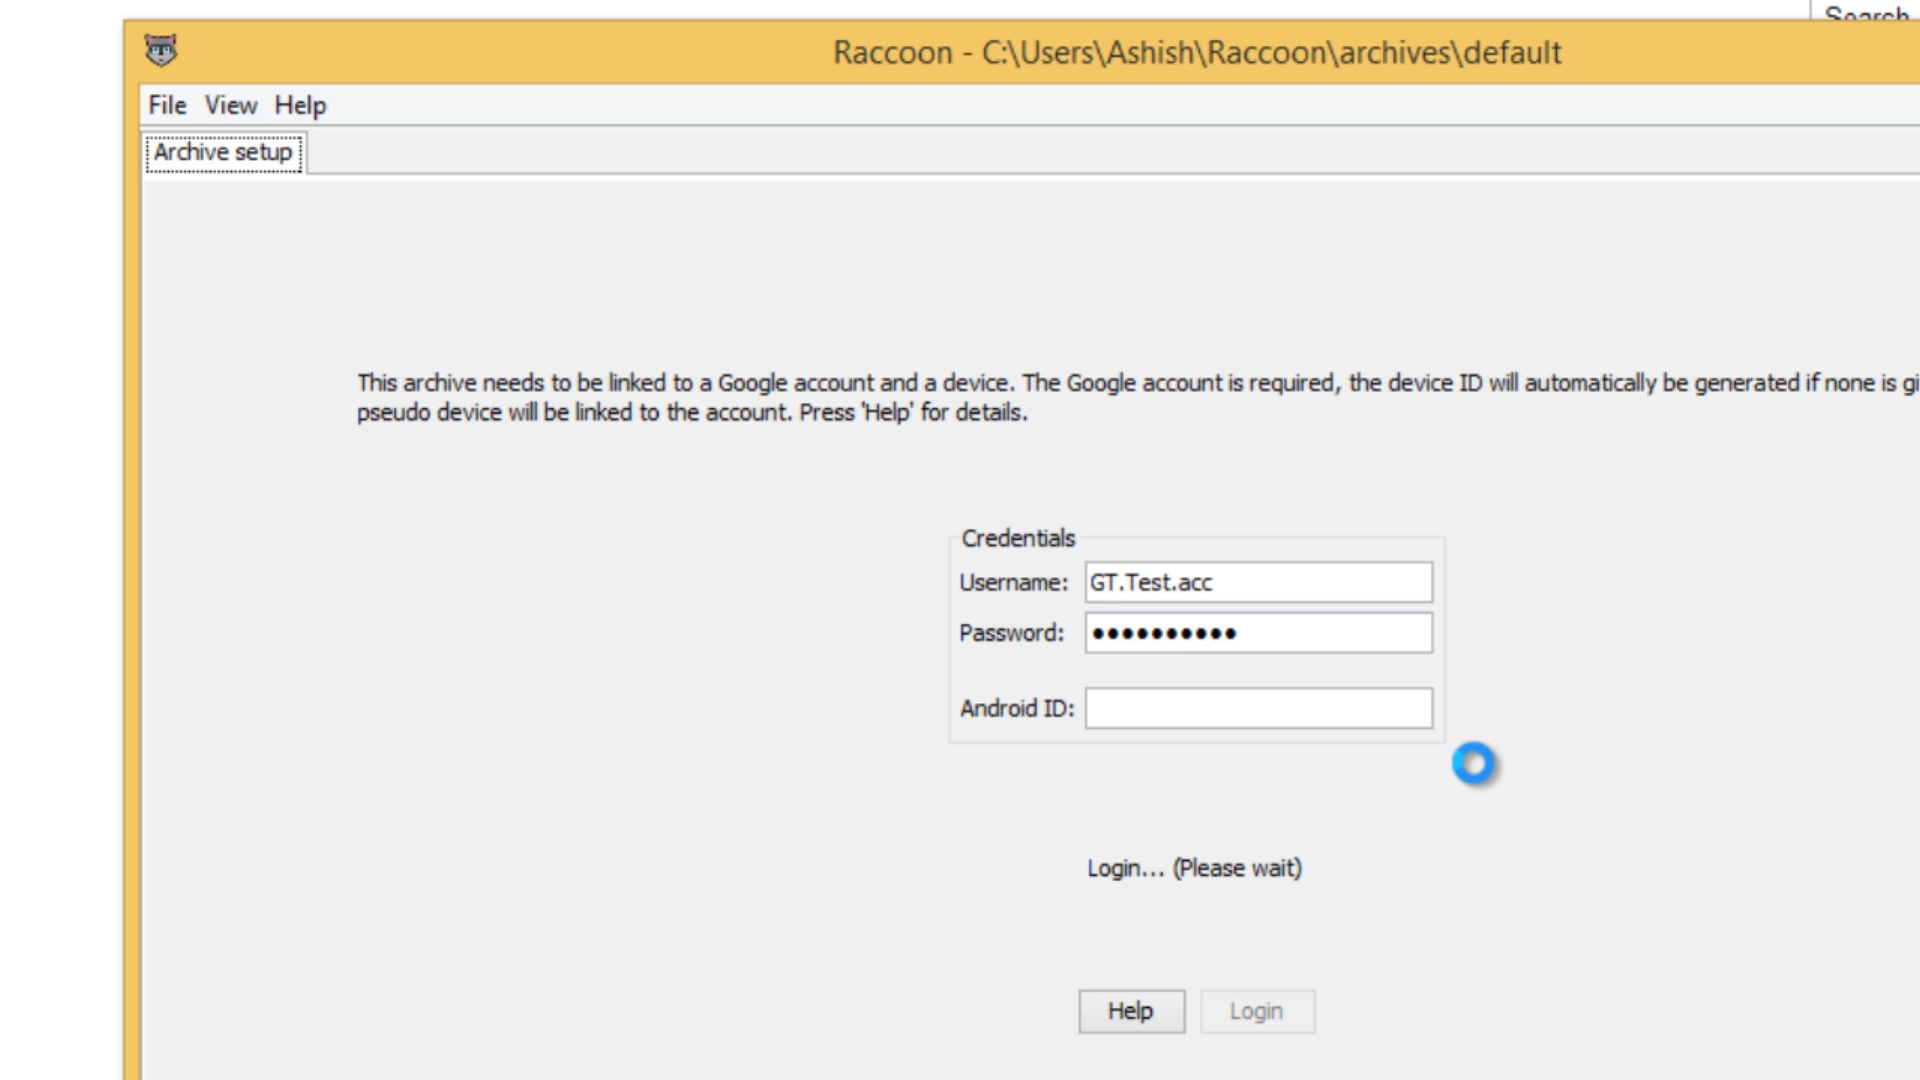 Search
Raccoon - C:\Users\Ashish\Raccoon\archives\default
File View Help
Archive setup
This archive needs to be linked to a Google account and a device. The Google account is required, the device ID will automatically be generated if none is gi
pseudo device will be linked to the account. Press 'Help' for details.
Credentials
Username: GT.Test.acc
Password: ●●●●●●●●●●
Android ID:
Login... (Please wait)
Help Login